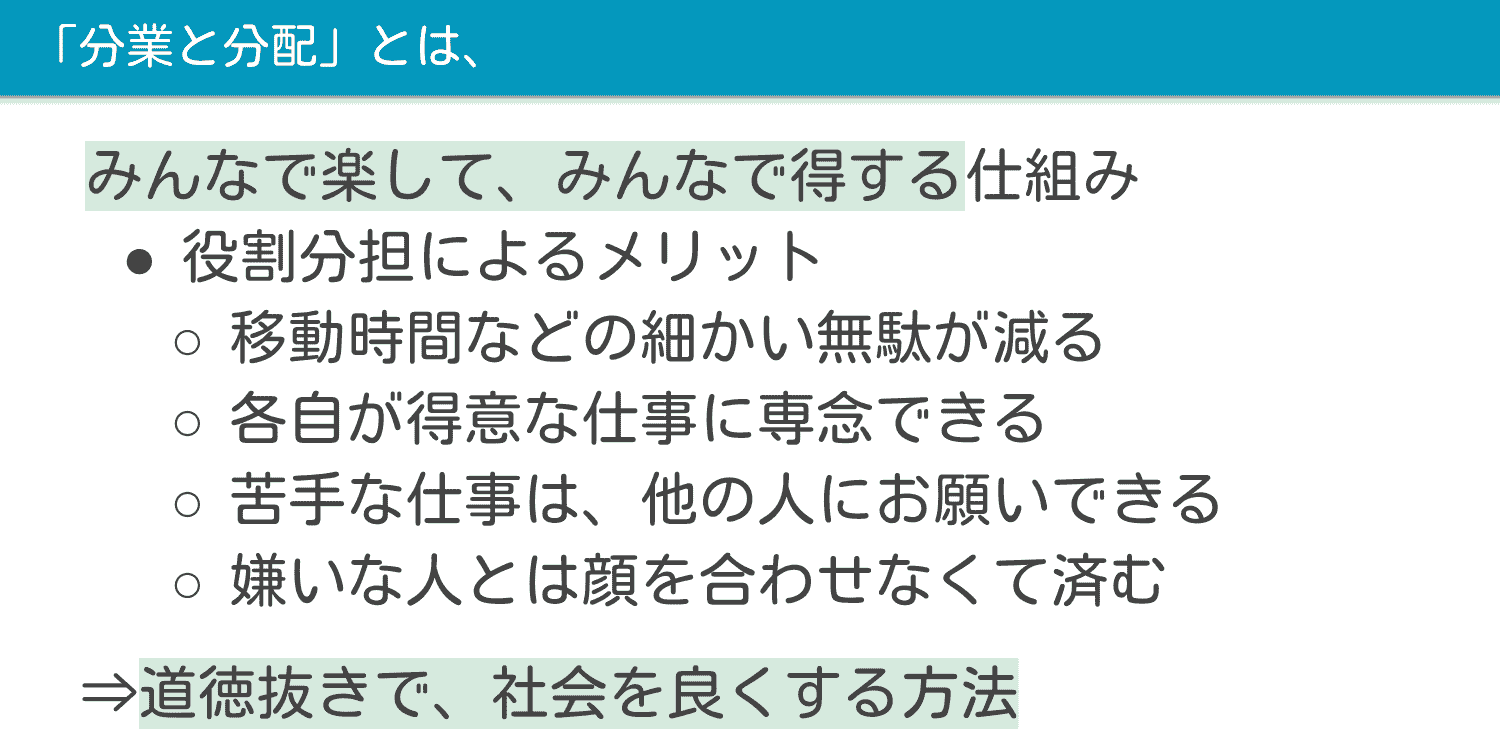 「分業と分配」とは、
みんなで楽して、みんなで得する仕組み
● 役割分担によるメリット
○ 移動時間などの細かい無駄が減る
○ 各自が得意な仕事に専念できる
○ 苦手な仕事は、他の人にお願いできる
○ 嫌いな人とは顔を合わせなくて済む
⇒道徳抜きで、社会を良くする方法